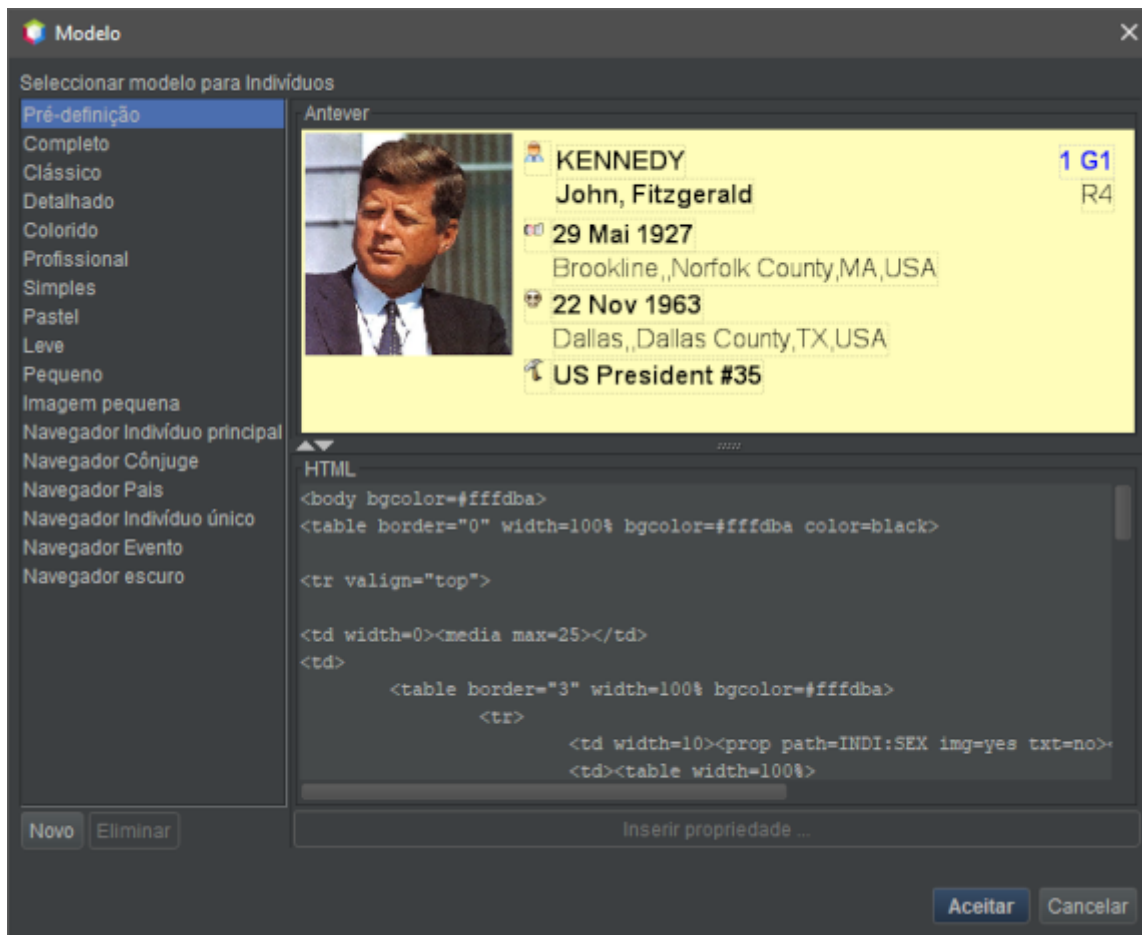 Modelo
Seleccionar modelo para Indivíduos
Pré-definição
Completo
Clássico
Detalhado
Colorido
Profissional
Simples
Pastel
Leve
Pequeno
Imagem pequena
Navegador Indivíduo principal
Navegador Cônjuge
Navegador Pais
Navegador Indivíduo único
Navegador Evento
Navegador escuro
Novo
Eliminar
Antever
KENNEDY
1 G1
John, Fitzgerald
R4
29 Mai 1927
Brookline,,Norfolk County,MA,USA
22 Nov 1963
Dallas,,Dallas County,TX,USA
US President #35
HTML
<body bgcolor=#fffdba>
<table border="0" width=100% bgcolor=#fffdba color=black>
<tr valign="top">
<td width=0><media max=25></td>
<td>
<table border="3" width=100% bgcolor=#fffdba>
<tr>
<td width=10><prop path=INDI:SEX img=yes txt=no><
<td><table width=100%>
Inserir propriedade ...
Aceitar
Cancelar